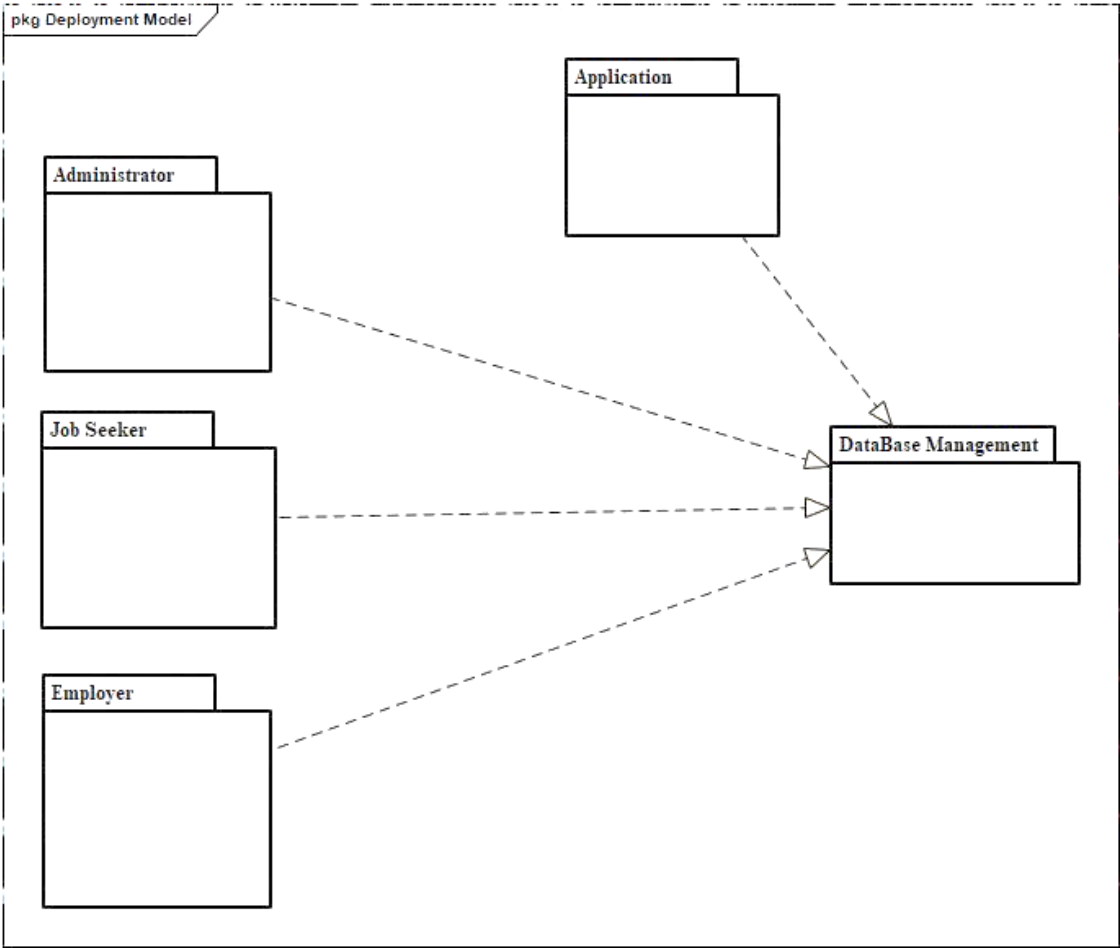 pkg Deployment Model
Application
Administrator
Job Seeker
DataBase Management
Employer